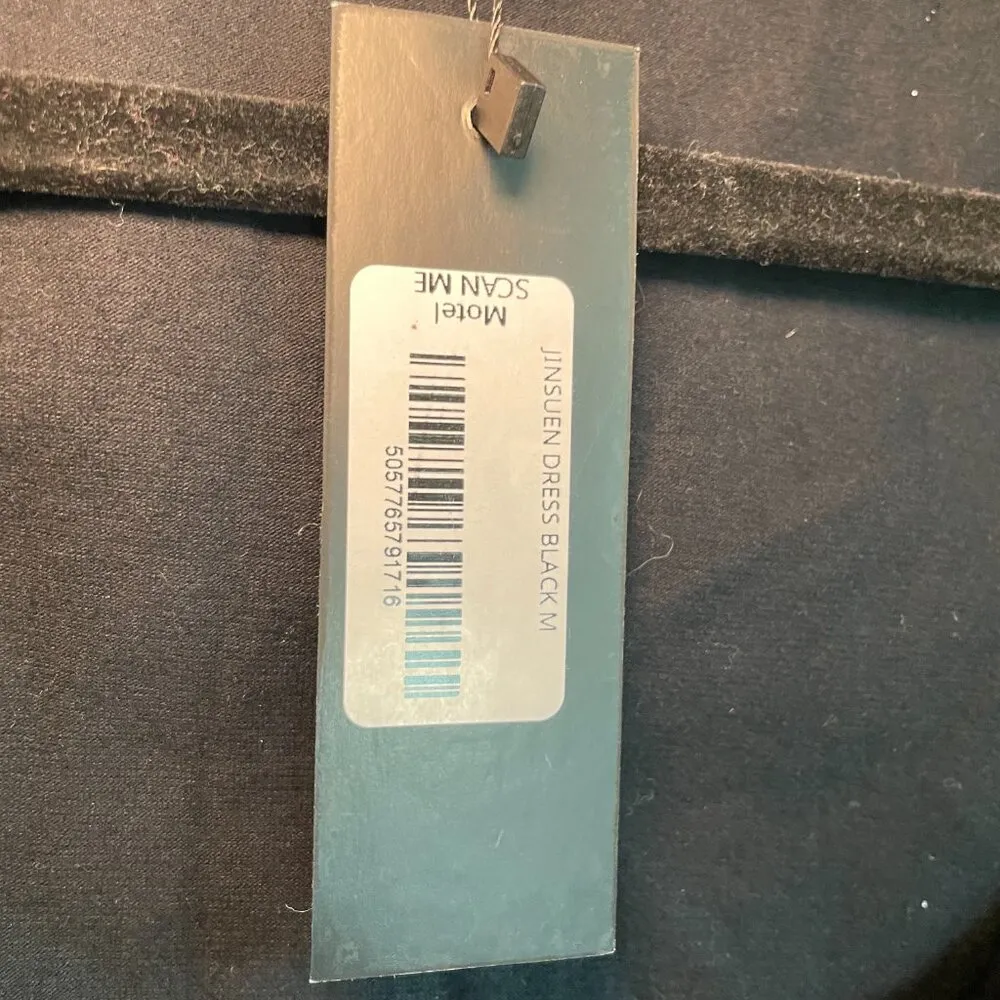 Motel
SCAN ME
JINSUEN DRESS BLACK M
5057765791716